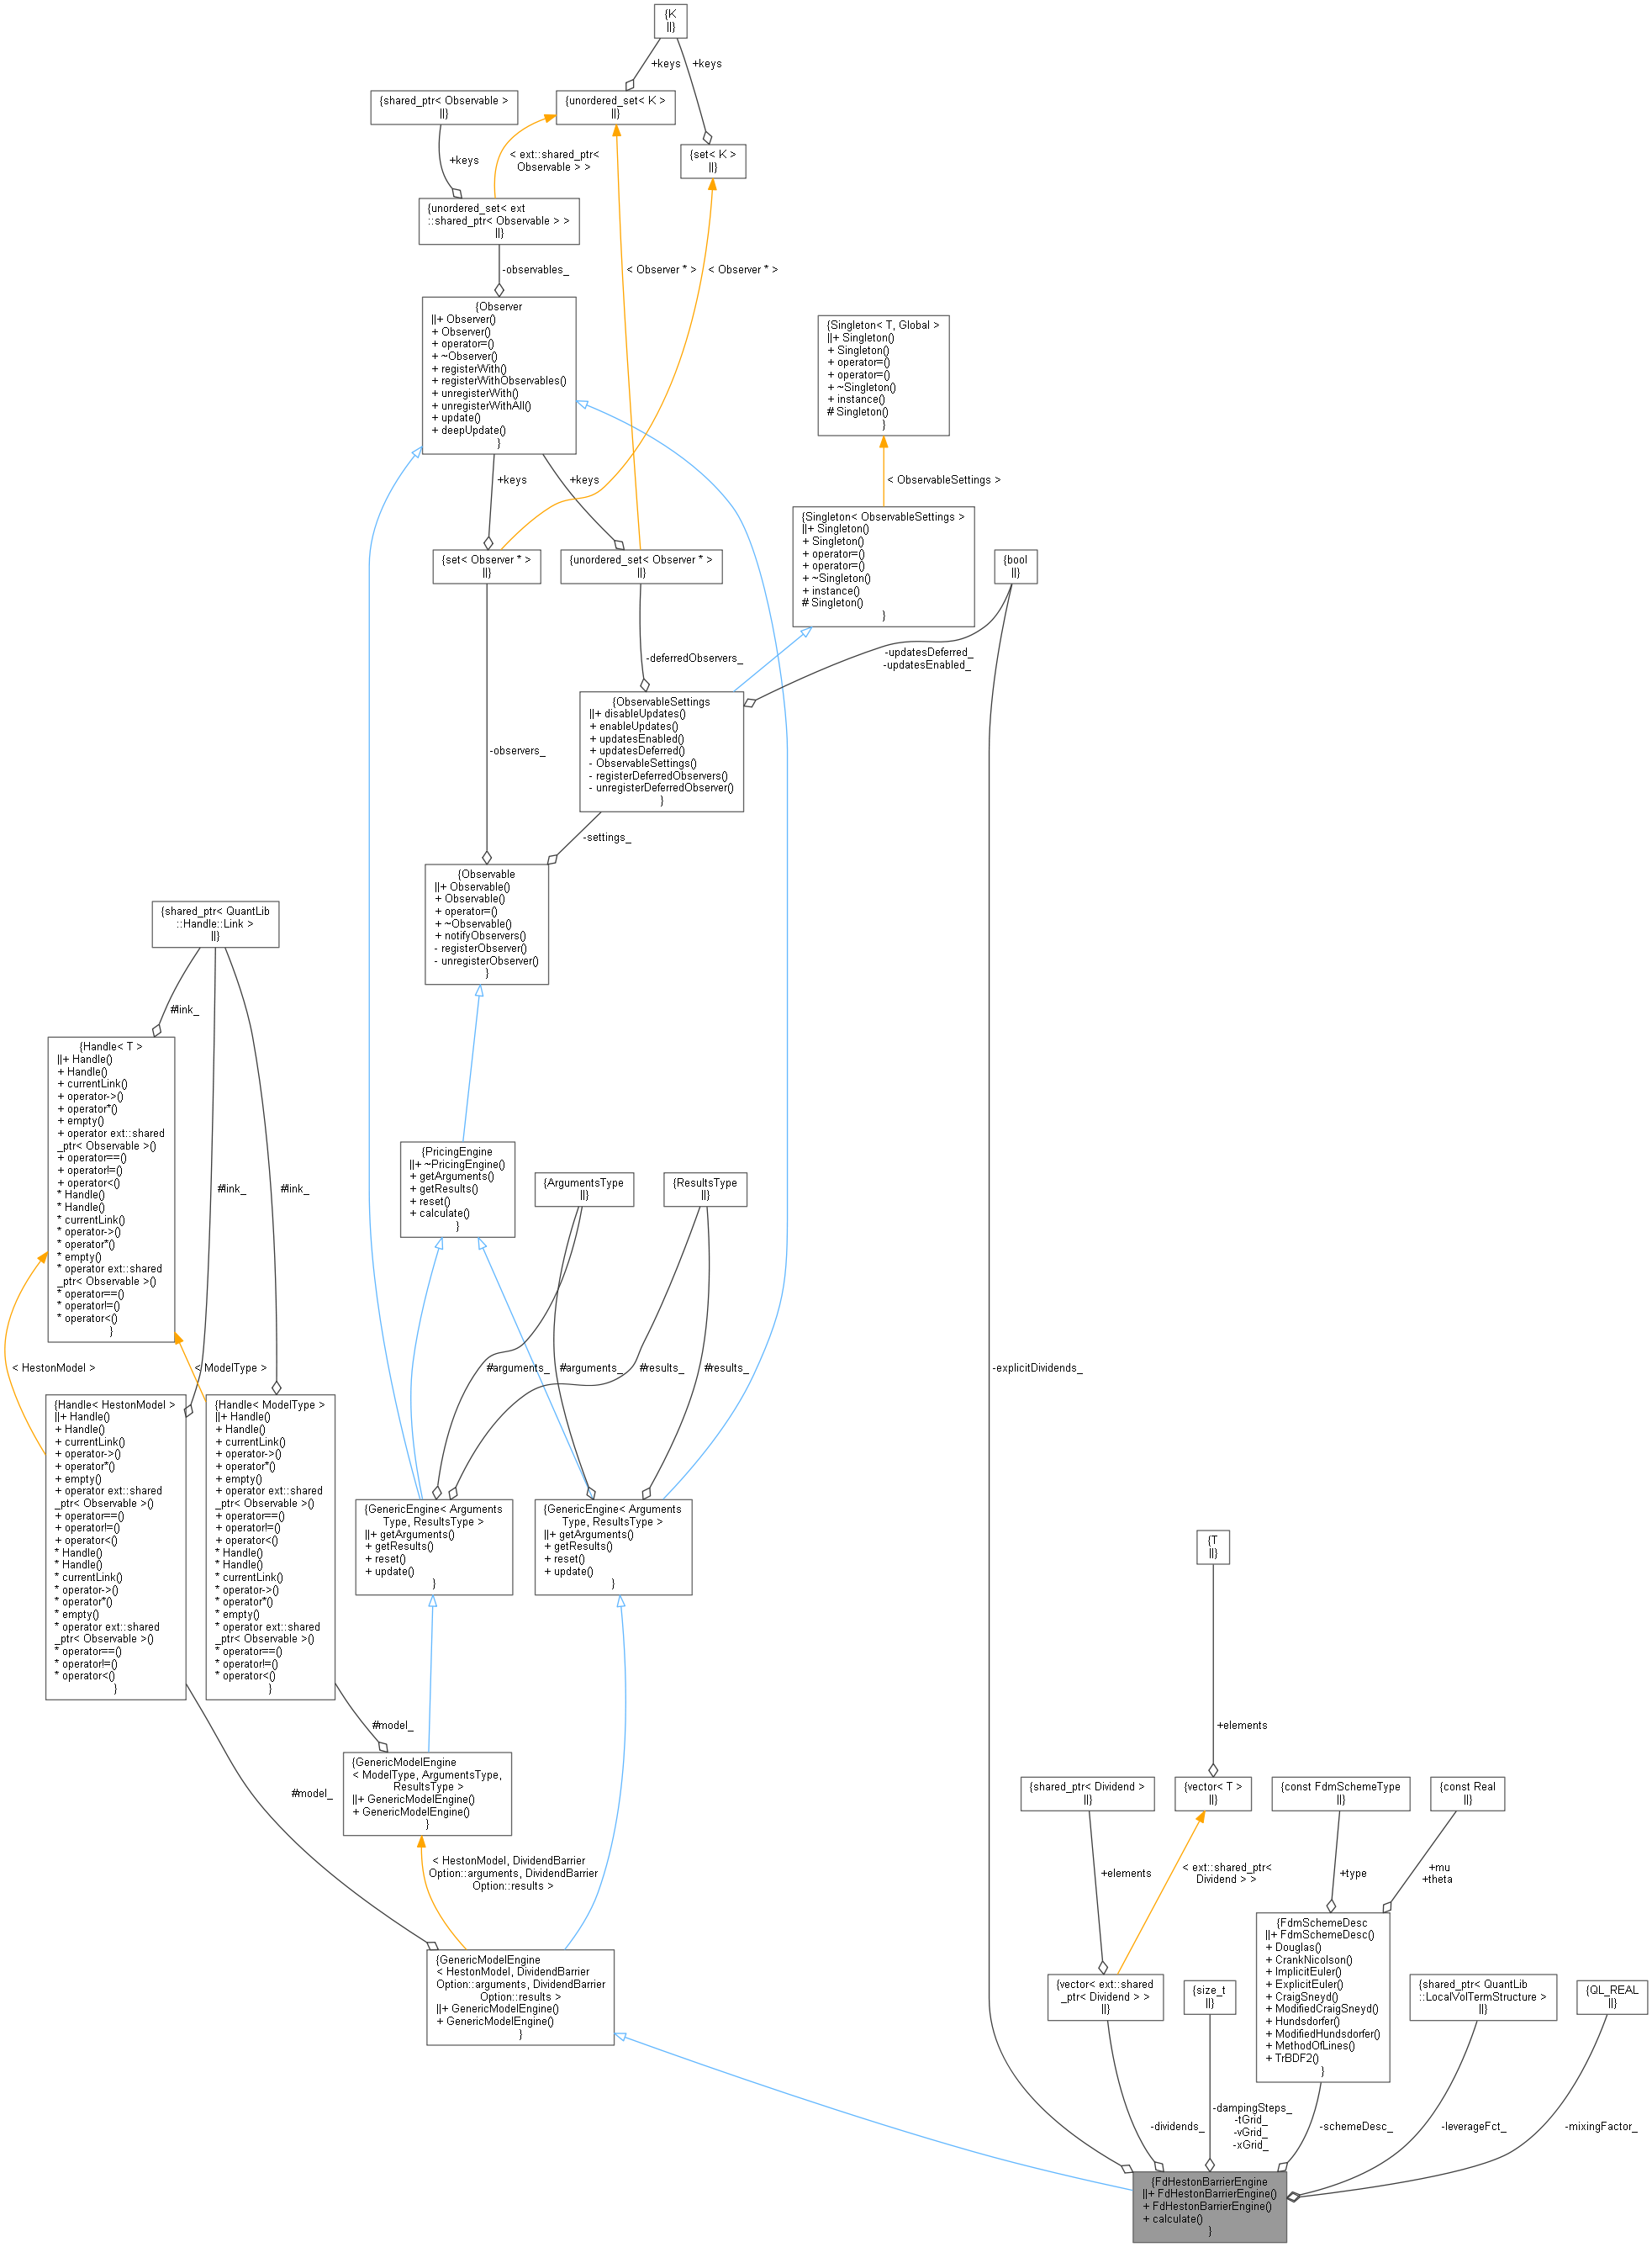 {K
||}
+keys
+keys
{shared_ptr< Observable >
||}
{unordered_set< K >
||}
+keys
< ext::shared_ptr<
Observable > >
{set< K >
||}
{unordered_set< ext
::shared_ptr< Observable > >
||}
-observables_
< Observer * >
< Observer * >
{Observer
||+ Observer()
+ Observer()
+ operator=()
+ ~Observer()
+ registerWith()
+ registerWithObservables()
+ unregisterWith()
+ unregisterWithAll()
+ update()
+ deepUpdate()
}
{Singleton< T, Global >
||+ Singleton()
+ Singleton()
+ operator=()
+ operator=()
+ ~Singleton()
+ instance()
# Singleton()
}
+keys
+keys
< ObservableSettings >
{Singleton< ObservableSettings >
||+ Singleton()
+ Singleton()
+ operator=()
+ operator=()
+ ~Singleton()
+ instance()
# Singleton()
}
{set< Observer * >
||}
{unordered_set< Observer * >
||}
{bool
||}
-deferredObservers_
-updatesDeferred_
-updatesEnabled_
{ObservableSettings
||+ disableUpdates()
+ enableUpdates()
+ updatesEnabled()
+ updatesDeferred()
- ObservableSettings()
- registerDeferredObservers()
- unregisterDeferredObserver()
}
-observers_
-settings_
{Observable
||+ Observable()
+ Observable()
+ operator=()
+ ~Observable()
+ notifyObservers()
- registerObserver()
- unregisterObserver()
}
{shared_ptr< QuantLib
::Handle::Link >
||}
#link_
{Handle< T >
||+ Handle()
+ Handle()
+ currentLink()
+ operator->()
+ operator*()
+ empty()
+ operator ext::shared
_ptr< Observable >()
+ operator==()
+ operator!=()
+ operator<()
* Handle()
* Handle()
* currentLink()
* operator->()
* operator*()
* empty()
* operator ext::shared
_ptr< Observable >()
* operator==()
* operator!=()
* operator<()
}
#link_
#link_
{PricingEngine
||+ ~PricingEngine()
+ getArguments()
+ getResults()
+ reset()
+ calculate()
}
{ArgumentsType
||}
{ResultsType
||}
< HestonModel >
< ModelType >
#arguments_
#arguments_
#results_
#results_
-explicitDividends_
{Handle< HestonModel >
||+ Handle()
+ Handle()
+ currentLink()
+ operator->()
+ operator*()
+ empty()
+ operator ext::shared
_ptr< Observable >()
+ operator==()
+ operator!=()
+ operator<()
* Handle()
* Handle()
* currentLink()
* operator->()
* operator*()
* empty()
* operator ext::shared
_ptr< Observable >()
* operator==()
* operator!=()
* operator<()
}
{Handle< ModelType >
||+ Handle()
+ Handle()
+ currentLink()
+ operator->()
+ operator*()
+ empty()
+ operator ext::shared
_ptr< Observable >()
+ operator==()
+ operator!=()
+ operator<()
* Handle()
* Handle()
* currentLink()
* operator->()
* operator*()
* empty()
* operator ext::shared
_ptr< Observable >()
* operator==()
* operator!=()
* operator<()
}
{GenericEngine< Arguments
Type, ResultsType >
||+ getArguments()
+ getResults()
+ reset()
+ update()
}
{GenericEngine< Arguments
Type, ResultsType >
||+ getArguments()
+ getResults()
+ reset()
+ update()
}
{T
||}
#model_
+elements
{GenericModelEngine
< ModelType, ArgumentsType,
ResultsType >
||+ GenericModelEngine()
+ GenericModelEngine()
}
#model_
{shared_ptr< Dividend >
||}
{vector< T >
||}
{const FdmSchemeType
||}
{const Real
||}
< HestonModel, DividendBarrier
Option::arguments, DividendBarrier
Option::results >
+elements
< ext::shared_ptr<
Dividend > >
+type
+mu
+theta
{GenericModelEngine
< HestonModel, DividendBarrier
Option::arguments, DividendBarrier
Option::results >
||+ GenericModelEngine()
+ GenericModelEngine()
}
{vector< ext::shared
_ptr< Dividend > >
||}
{size_t
||}
{FdmSchemeDesc
||+ FdmSchemeDesc()
+ Douglas()
+ CrankNicolson()
+ ImplicitEuler()
+ ExplicitEuler()
+ CraigSneyd()
+ ModifiedCraigSneyd()
+ Hundsdorfer()
+ ModifiedHundsdorfer()
+ MethodOfLines()
+ TrBDF2()
}
{shared_ptr< QuantLib
::LocalVolTermStructure >
||}
{QL_REAL
||}
-dividends_
-dampingSteps_
-tGrid_
-vGrid_
-xGrid_
-schemeDesc_
-leverageFct_
-mixingFactor_
{FdHestonBarrierEngine
||+ FdHestonBarrierEngine()
+ FdHestonBarrierEngine()
+ calculate()
}